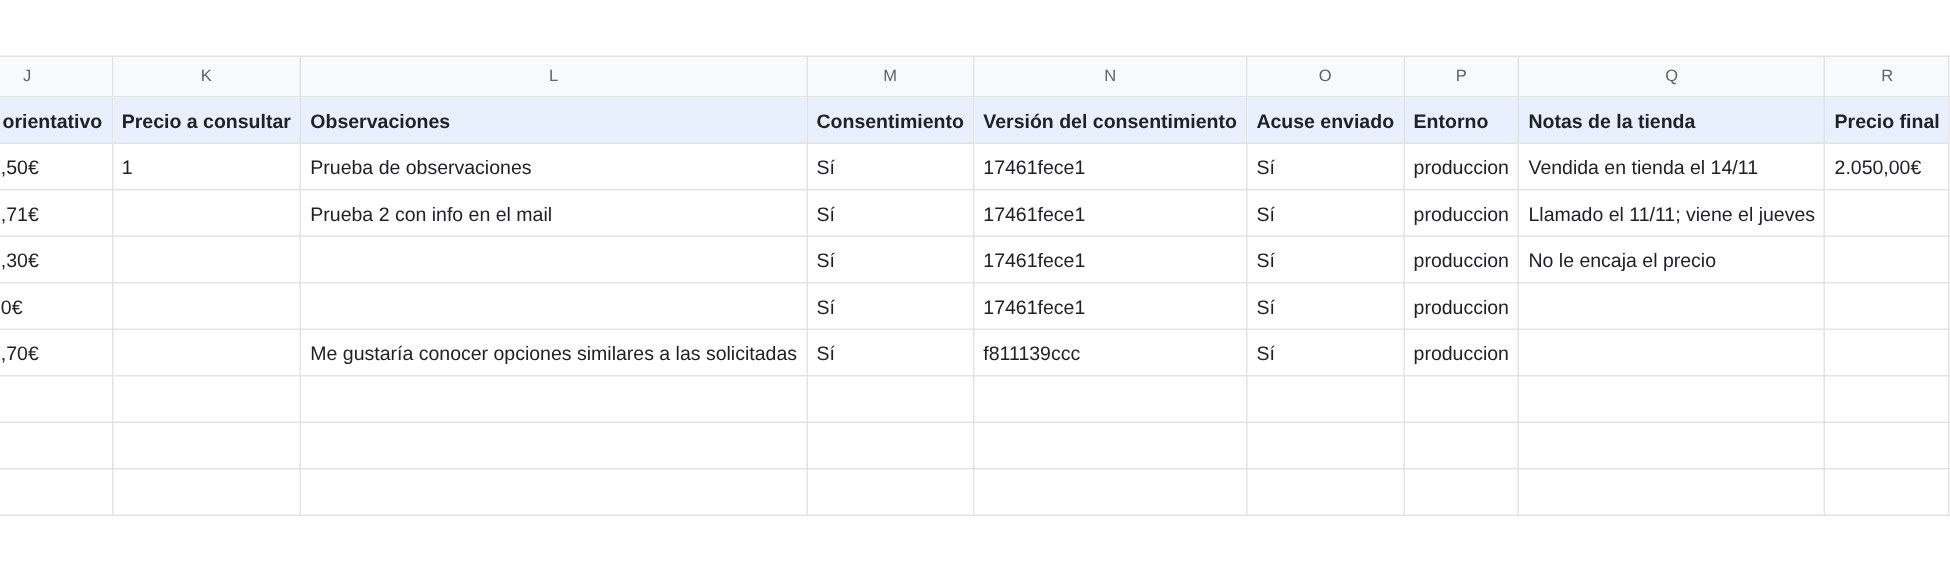 J K L M N O P Q R
orientativo Precio a consultar Observaciones Consentimiento Versión del consentimiento Acuse enviado Entorno Notas de la tienda Precio final
,50€ 1 Prueba de observaciones Sí 17461fece1 Sí produccion Vendida en tienda el 14/11 2.050,00€
,71€ Prueba 2 con info en el mail Sí 17461fece1 Sí produccion Llamado el 11/11; viene el jueves
,30€ Sí 17461fece1 Sí produccion No le encaja el precio
0€ Sí 17461fece1 Sí produccion
,70€ Me gustaría conocer opciones similares a las solicitadas Sí f811139ccc Sí produccion